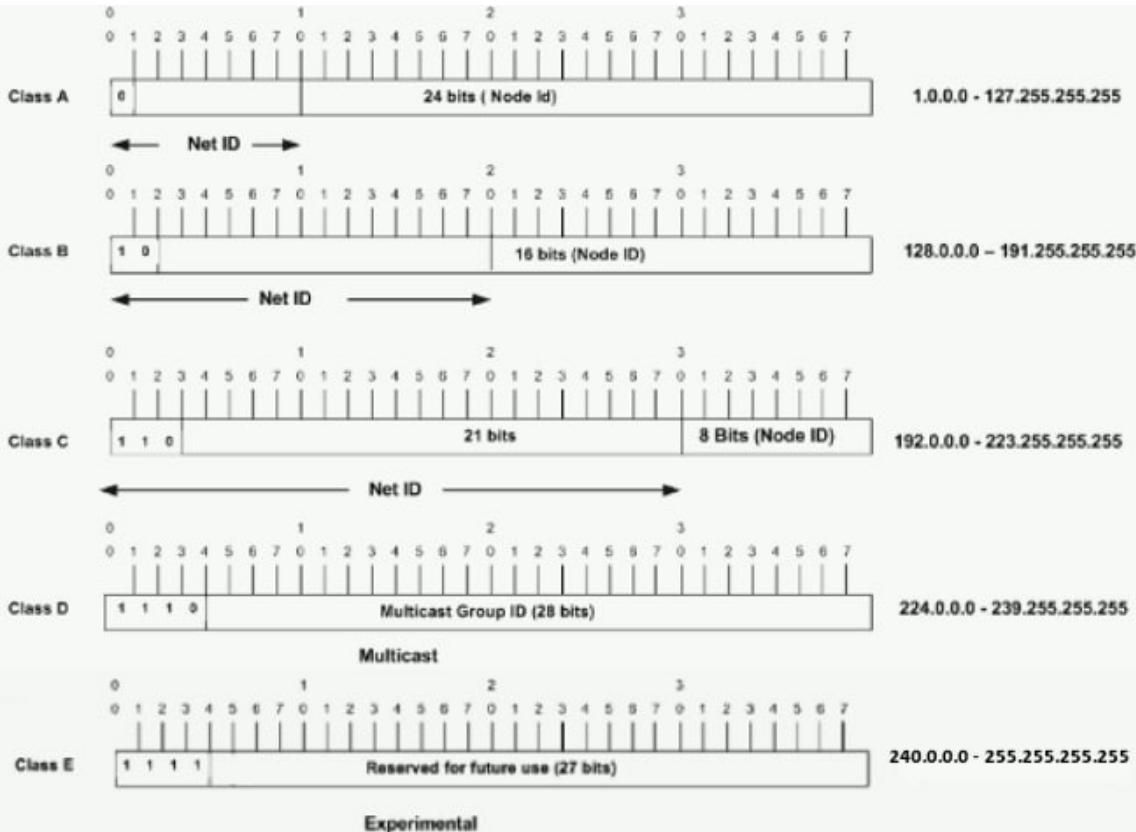 0 1 2 3
0 1 2 3 4 5 6 7 0 1 2 3 4 5 6 7 0 1 2 3 4 5 6 7 0 1 2 3 4 5 6 7
Class A 0 24 bits ( Node Id) 1.0.0.0 - 127.255.255.255
Net ID
0 1 2 3
0 1 2 3 4 5 6 7 0 1 2 3 4 5 6 7 0 1 2 3 4 5 6 7 0 1 2 3 4 5 6 7
Class B 1 0 16 bits (Node ID) 128.0.0.0 – 191.255.255.255
Net ID
0 1 2 3
0 1 2 3 4 5 6 7 0 1 2 3 4 5 6 7 0 1 2 3 4 5 6 7 0 1 2 3 4 5 6 7
Class C 1 1 0 21 bits 8 Bits (Node ID) 192.0.0.0 - 223.255.255.255
Net ID
0 1 2 3
0 1 2 3 4 5 6 7 0 1 2 3 4 5 6 7 0 1 2 3 4 5 6 7 0 1 2 3 4 5 6 7
Class D 1 1 1 0 Multicast Group ID (28 bits) 224.0.0.0 - 239.255.255.255
Multicast
0 1 2 3
0 1 2 3 4 5 6 7 0 1 2 3 4 5 6 7 0 1 2 3 4 5 6 7 0 1 2 3 4 5 6 7
Class E 1 1 1 1 Reserved for future use (27 bits) 240.0.0.0 - 255.255.255.255
Experimental